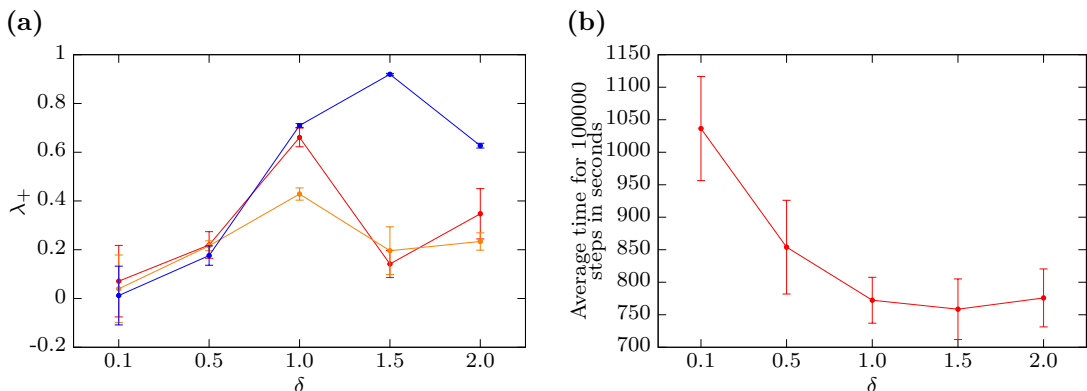 (a)
λ+
1
0.8
0.6
0.4
0.2
0
-0.2
0.1 0.5 1.0 1.5 2.0
δ
(b)
Average time for 100000
steps in seconds
1150
1100
1050
1000
950
900
850
800
750
700
0.1 0.5 1.0 1.5 2.0
δ